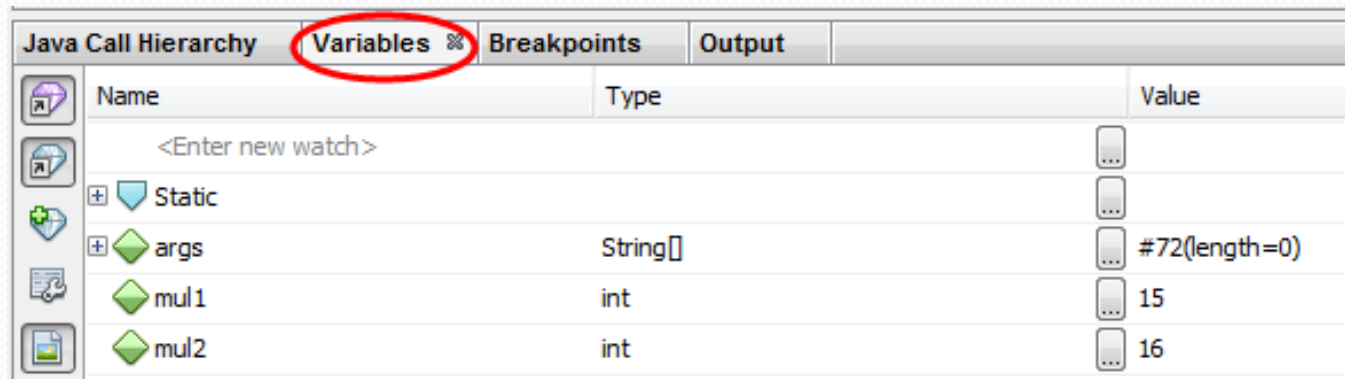 Java Call Hierarchy Variables Breakpoints Output
Name Type Value
<Enter new watch> ...
Static ...
args String[] ... #72(length=0)
mul1 int ... 15
mul2 int ... 16